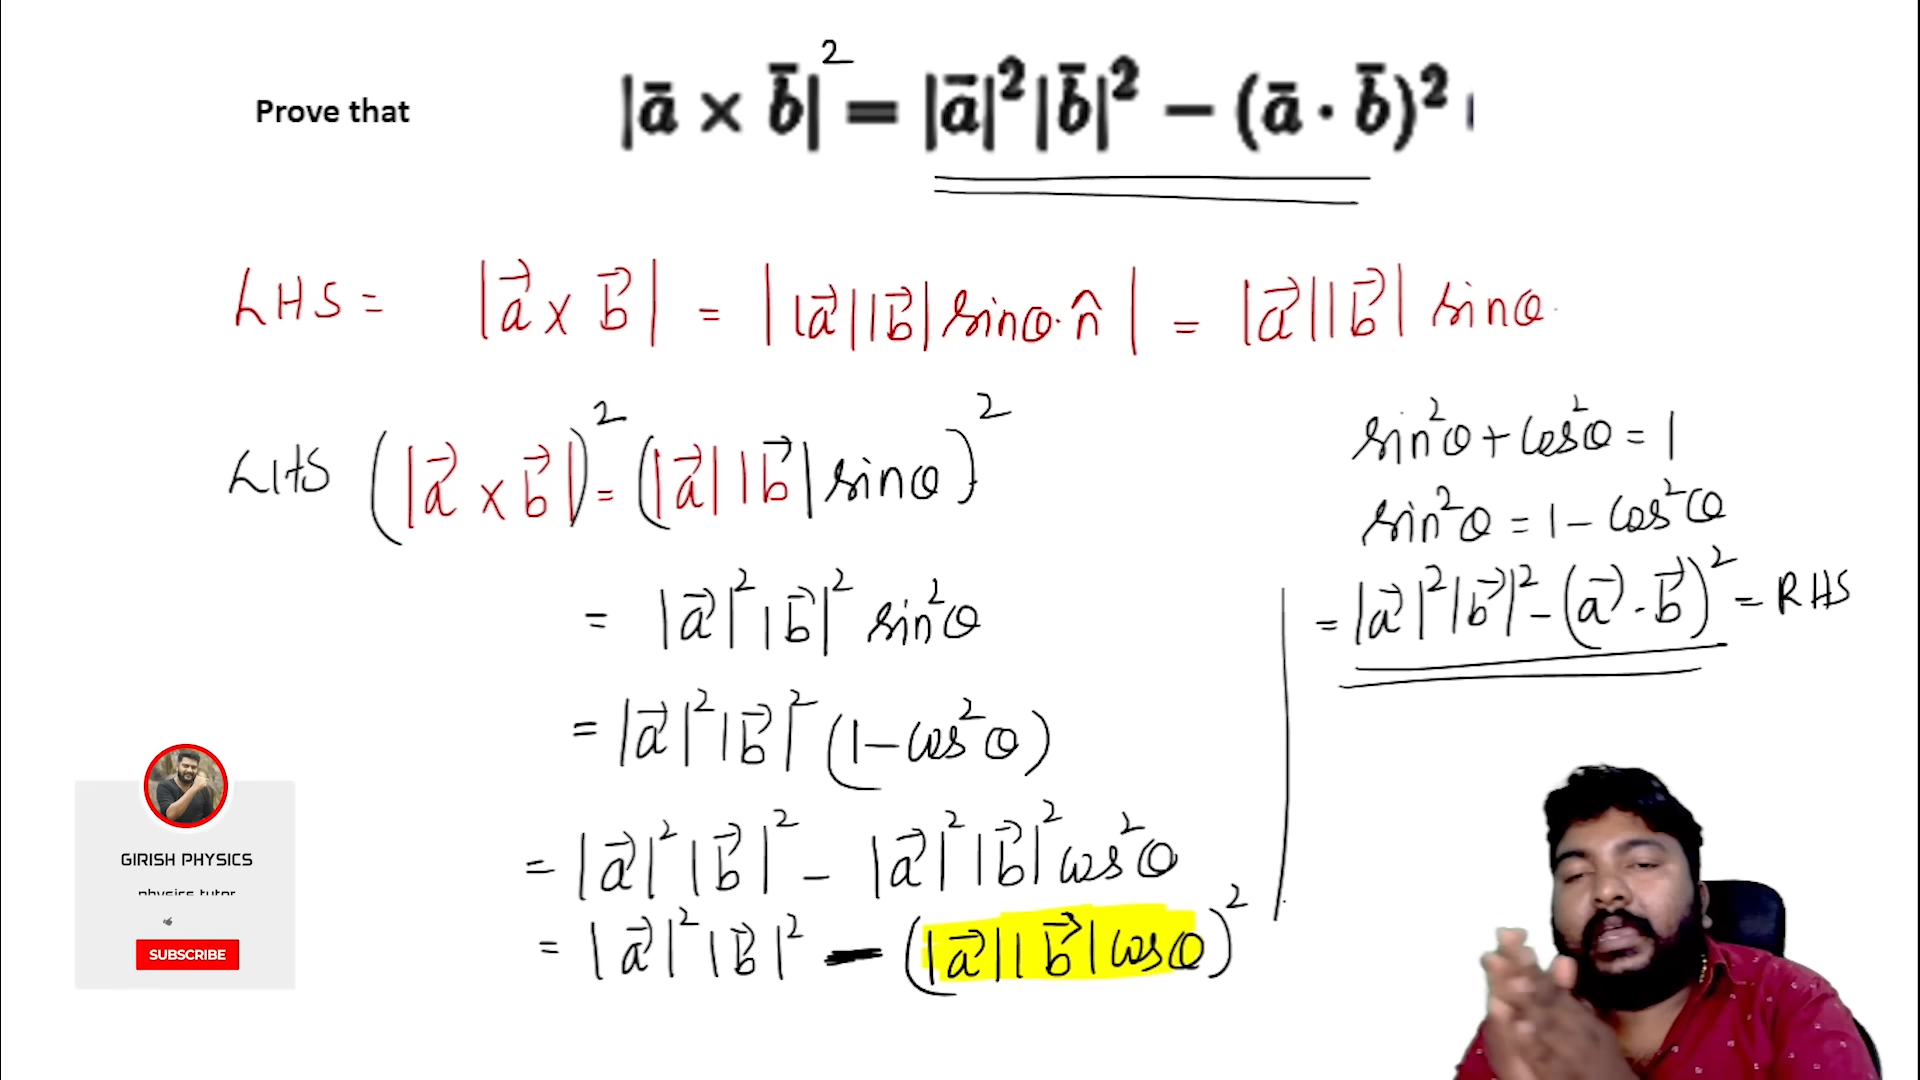 Prove that |a̅ × b̅|² = |a̅|²|b̅|² − (a̅ · b̅)²
LHS = |a⃗ × b⃗| = ||a⃗||b⃗| sinθ·n̂| = |a⃗||b⃗| sinθ
LHS (|a⃗ × b⃗|)² = (|a⃗||b⃗| sinθ)²
= |a⃗|²|b⃗|² sin²θ
= |a⃗|²|b⃗|² (1 − cos²θ)
= |a⃗|²|b⃗|² − |a⃗|²|b⃗|² cos²θ
= |a⃗|²|b⃗|² − (|a⃗||b⃗| cosθ)²
sin²θ + cos²θ = 1
sin²θ = 1 − cos²θ
= |a⃗|²|b⃗|² − (a⃗ · b⃗)² = RHS
GIRISH PHYSICS
physics tutor
SUBSCRIBE